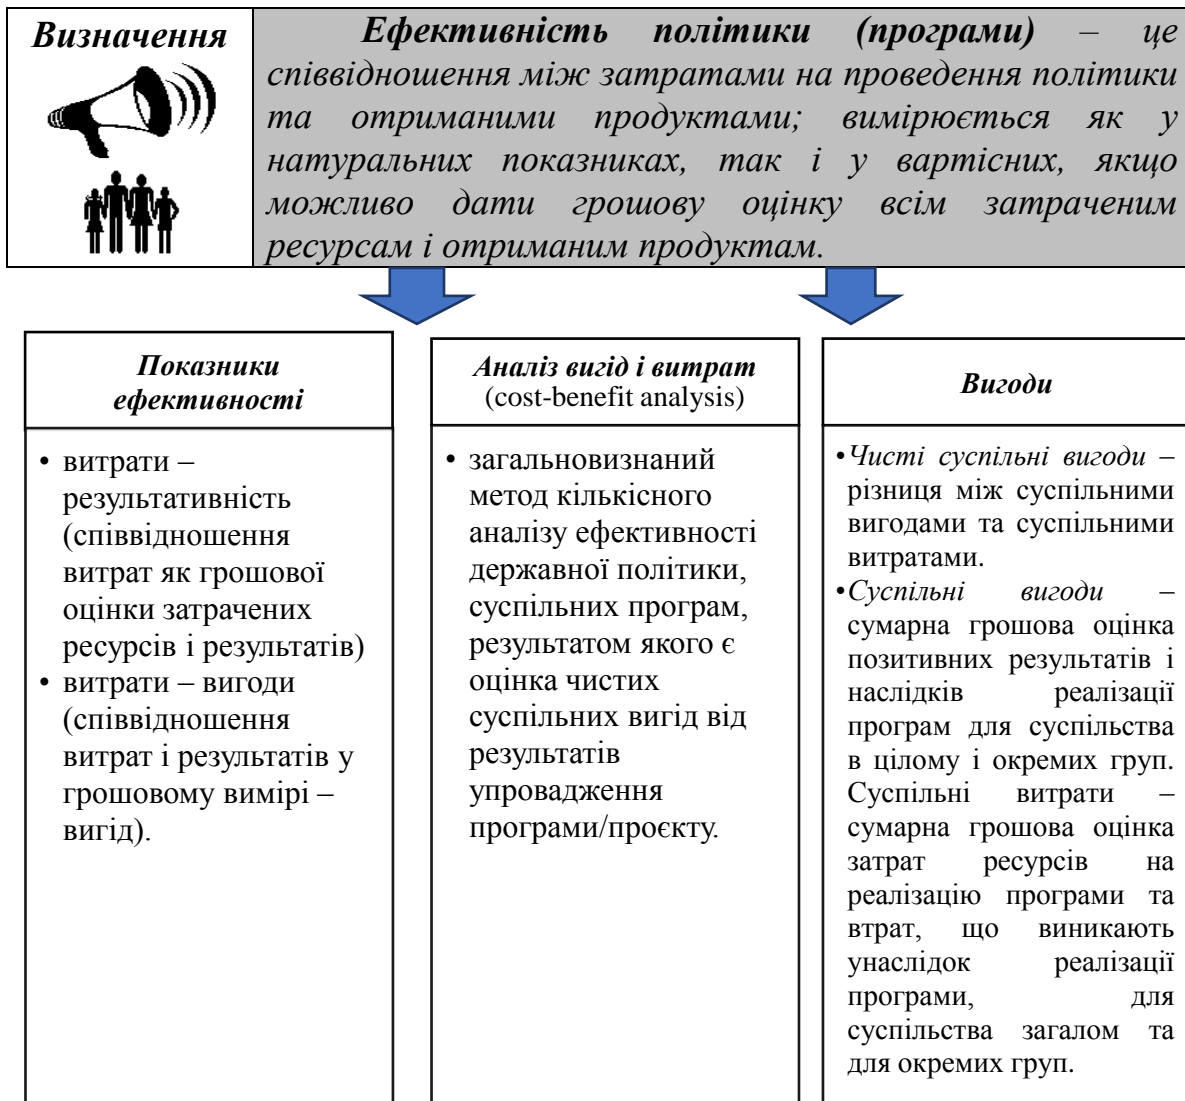 Визначення
Ефективність політики (програми) – це
співвідношення між затратами на проведення політики
та отриманими продуктами; вимірюється як у
натуральних показниках, так і у вартісних, якщо
можливо дати грошову оцінку всім затраченим
ресурсам і отриманим продуктам.
Показники
ефективності
• витрати –
результативність
(співвідношення
витрат як грошової
оцінки затрачених
ресурсів і результатів)
• витрати – вигоди
(співвідношення
витрат і результатів у
грошовому вимірі –
вигід).
Аналіз вигід і витрат
(cost-benefit analysis)
• загальновизнаний
метод кількісного
аналізу ефективності
державної політики,
суспільних програм,
результатом якого є
оцінка чистих
суспільних вигід від
результатів
упровадження
програми/проєкту.
Вигоди
•Чисті суспільні вигоди –
різниця між суспільними
вигодами та суспільними
витратами.
•Суспільні вигоди –
сумарна грошова оцінка
позитивних результатів і
наслідків реалізації
програм для суспільства
в цілому і окремих груп.
Суспільні витрати –
сумарна грошова оцінка
затрат ресурсів на
реалізацію програми та
втрат, що виникають
унаслідок реалізації
програми, для
суспільства загалом та
для окремих груп.